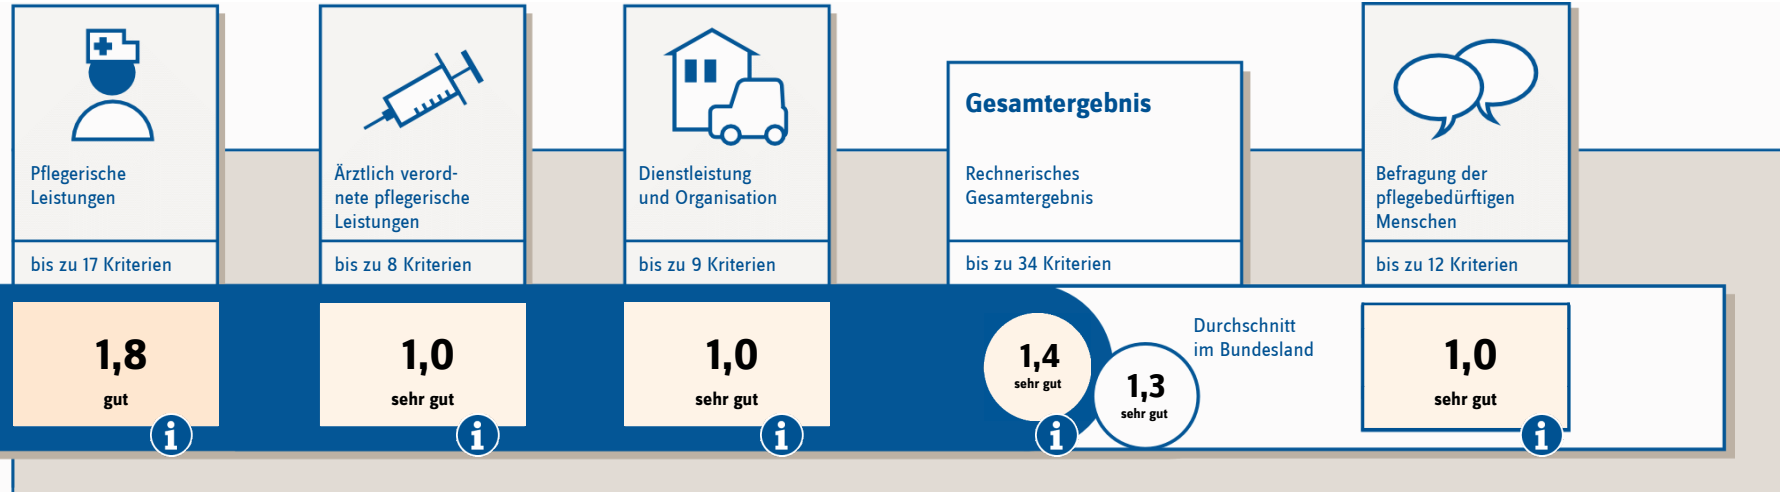 Pflegerische
Leistungen
bis zu 17 Kriterien
1,8
gut
i
Ärztlich verord-
nete pflegerische
Leistungen
bis zu 8 Kriterien
1,0
sehr gut
i
Dienstleistung
und Organisation
bis zu 9 Kriterien
1,0
sehr gut
i
Gesamtergebnis
Rechnerisches
Gesamtergebnis
bis zu 34 Kriterien
1,4
sehr gut
i
Durchschnitt
im Bundesland
1,3
sehr gut
Befragung der
pflegebedürftigen
Menschen
bis zu 12 Kriterien
1,0
sehr gut
i